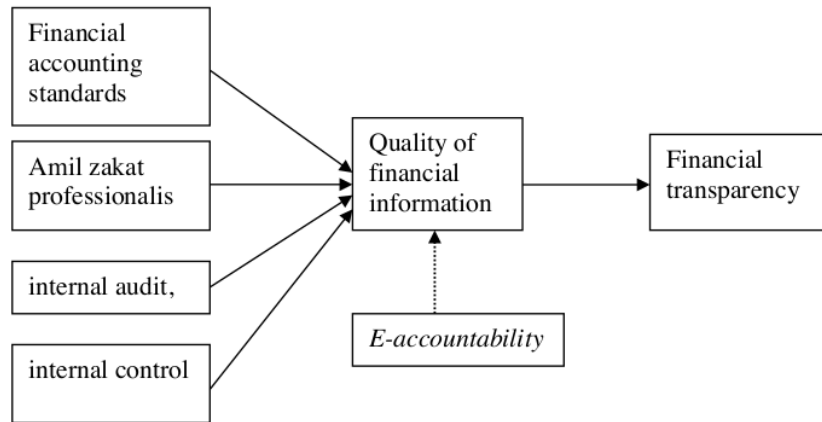 Financial
accounting
standards
Amil zakat
professionalis
internal audit,
internal control
Quality of
financial
information
E-accountability
Financial
transparency